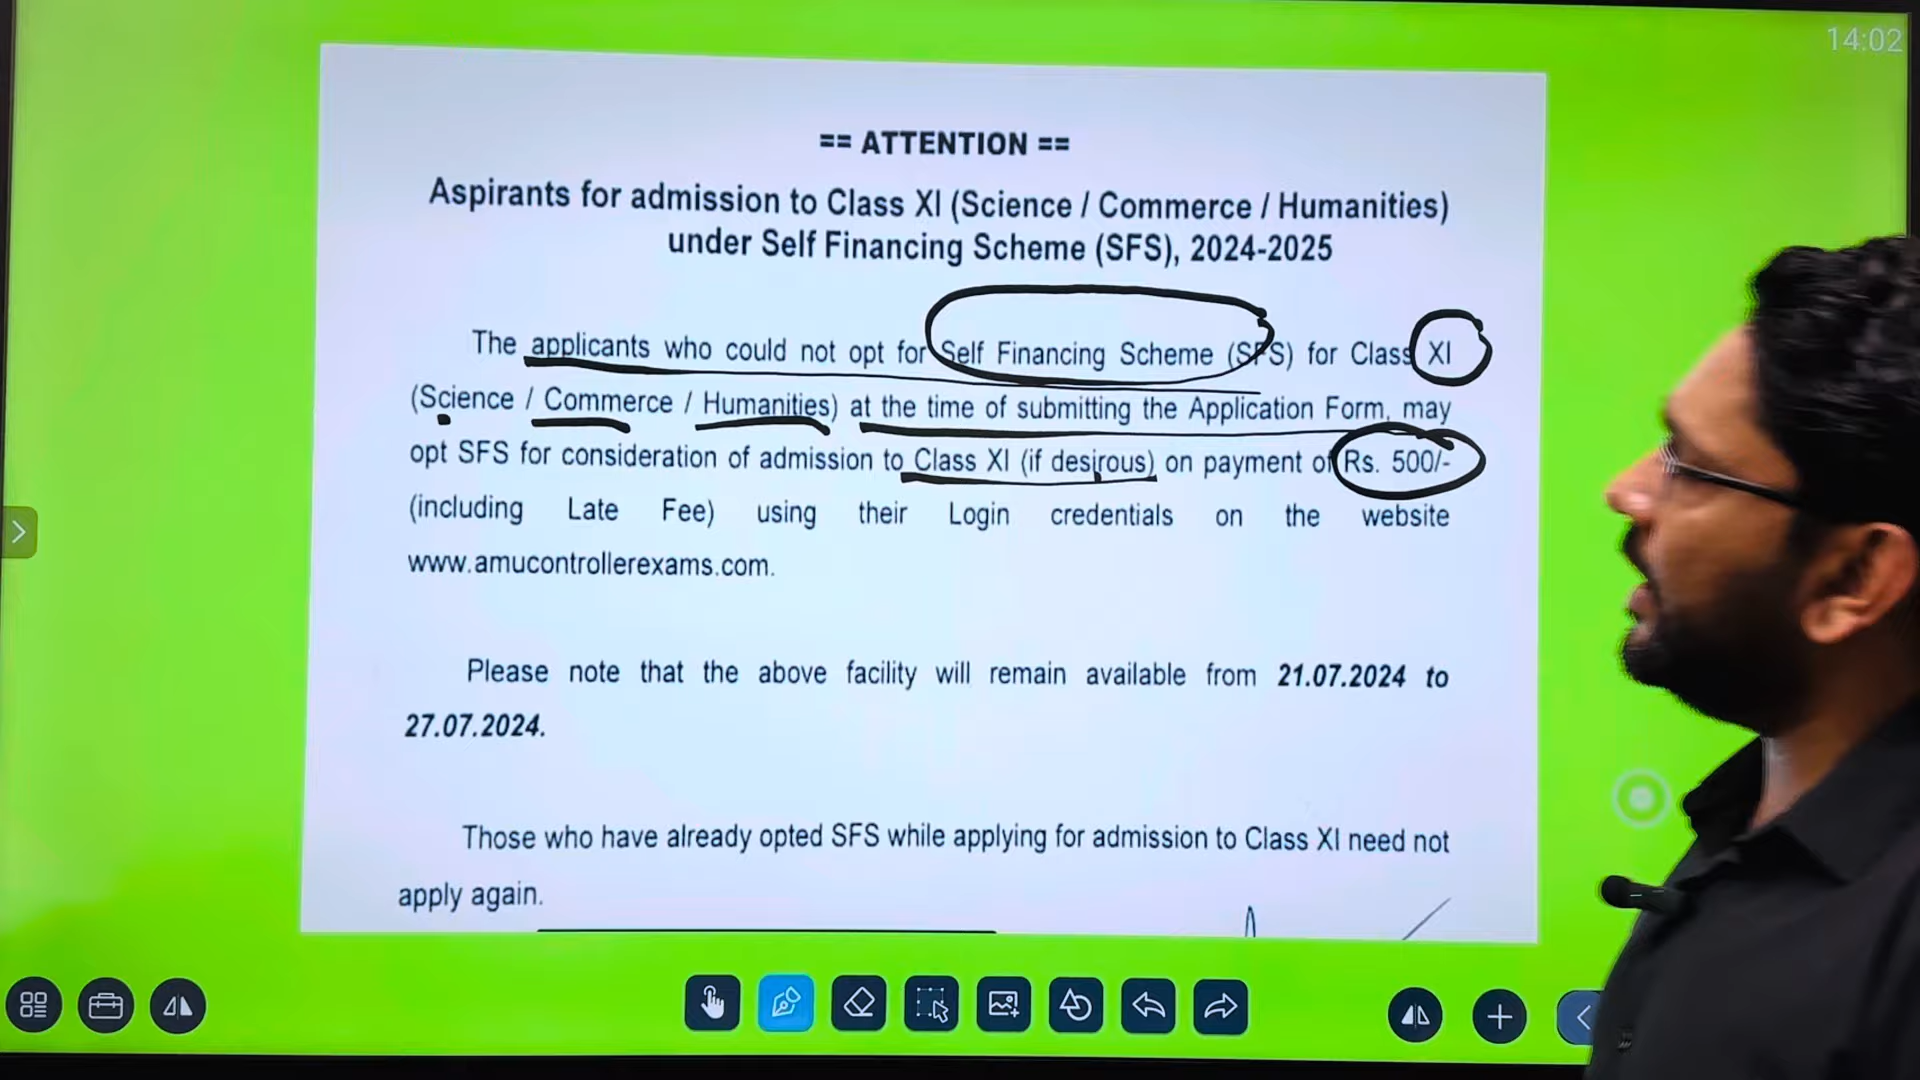 14:02
== ATTENTION ==
Aspirants for admission to Class XI (Science / Commerce / Humanities)
under Self Financing Scheme (SFS), 2024-2025
The applicants who could not opt for Self Financing Scheme (SFS) for Class XI
(Science / Commerce / Humanities) at the time of submitting the Application Form, may
opt SFS for consideration of admission to Class XI (if desirous) on payment of Rs. 500/-
(including Late Fee) using their Login credentials on the website
www.amucontrollerexams.com.
Please note that the above facility will remain available from 21.07.2024 to
27.07.2024.
Those who have already opted SFS while applying for admission to Class XI need not
apply again.